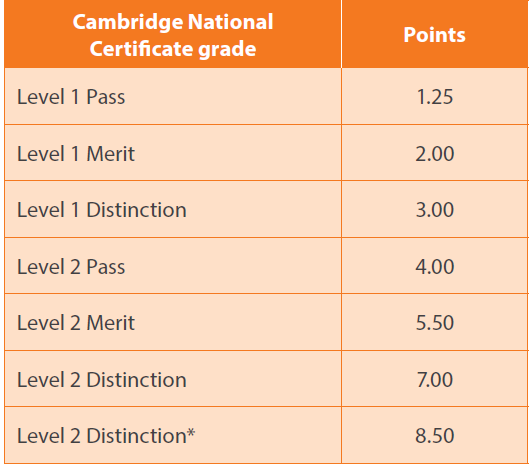 Cambridge National
Certificate grade
Points
Level 1 Pass
1.25
Level 1 Merit
2.00
Level 1 Distinction
3.00
Level 2 Pass
4.00
Level 2 Merit
5.50
Level 2 Distinction
7.00
Level 2 Distinction*
8.50